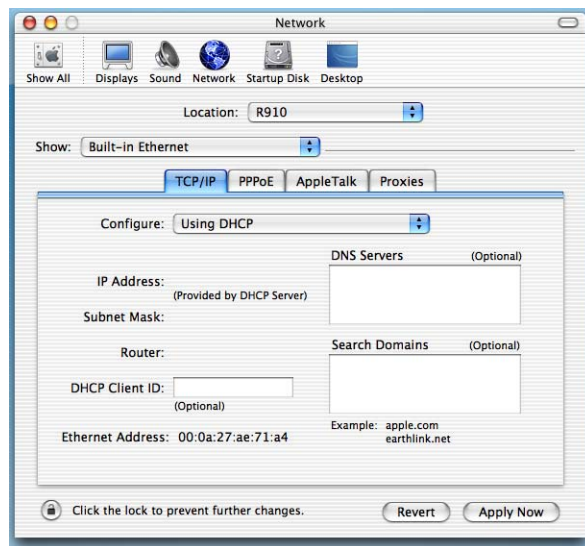 Network
Show All Displays Sound Network Startup Disk Desktop
Location: R910
Show: Built-in Ethernet
TCP/IP PPPoE AppleTalk Proxies
Configure: Using DHCP
DNS Servers (Optional)
IP Address:
(Provided by DHCP Server)
Subnet Mask:
Router:
Search Domains (Optional)
DHCP Client ID:
(Optional)
Example: apple.com
earthlink.net
Ethernet Address: 00:0a:27:ae:71:a4
Click the lock to prevent further changes.
Revert Apply Now